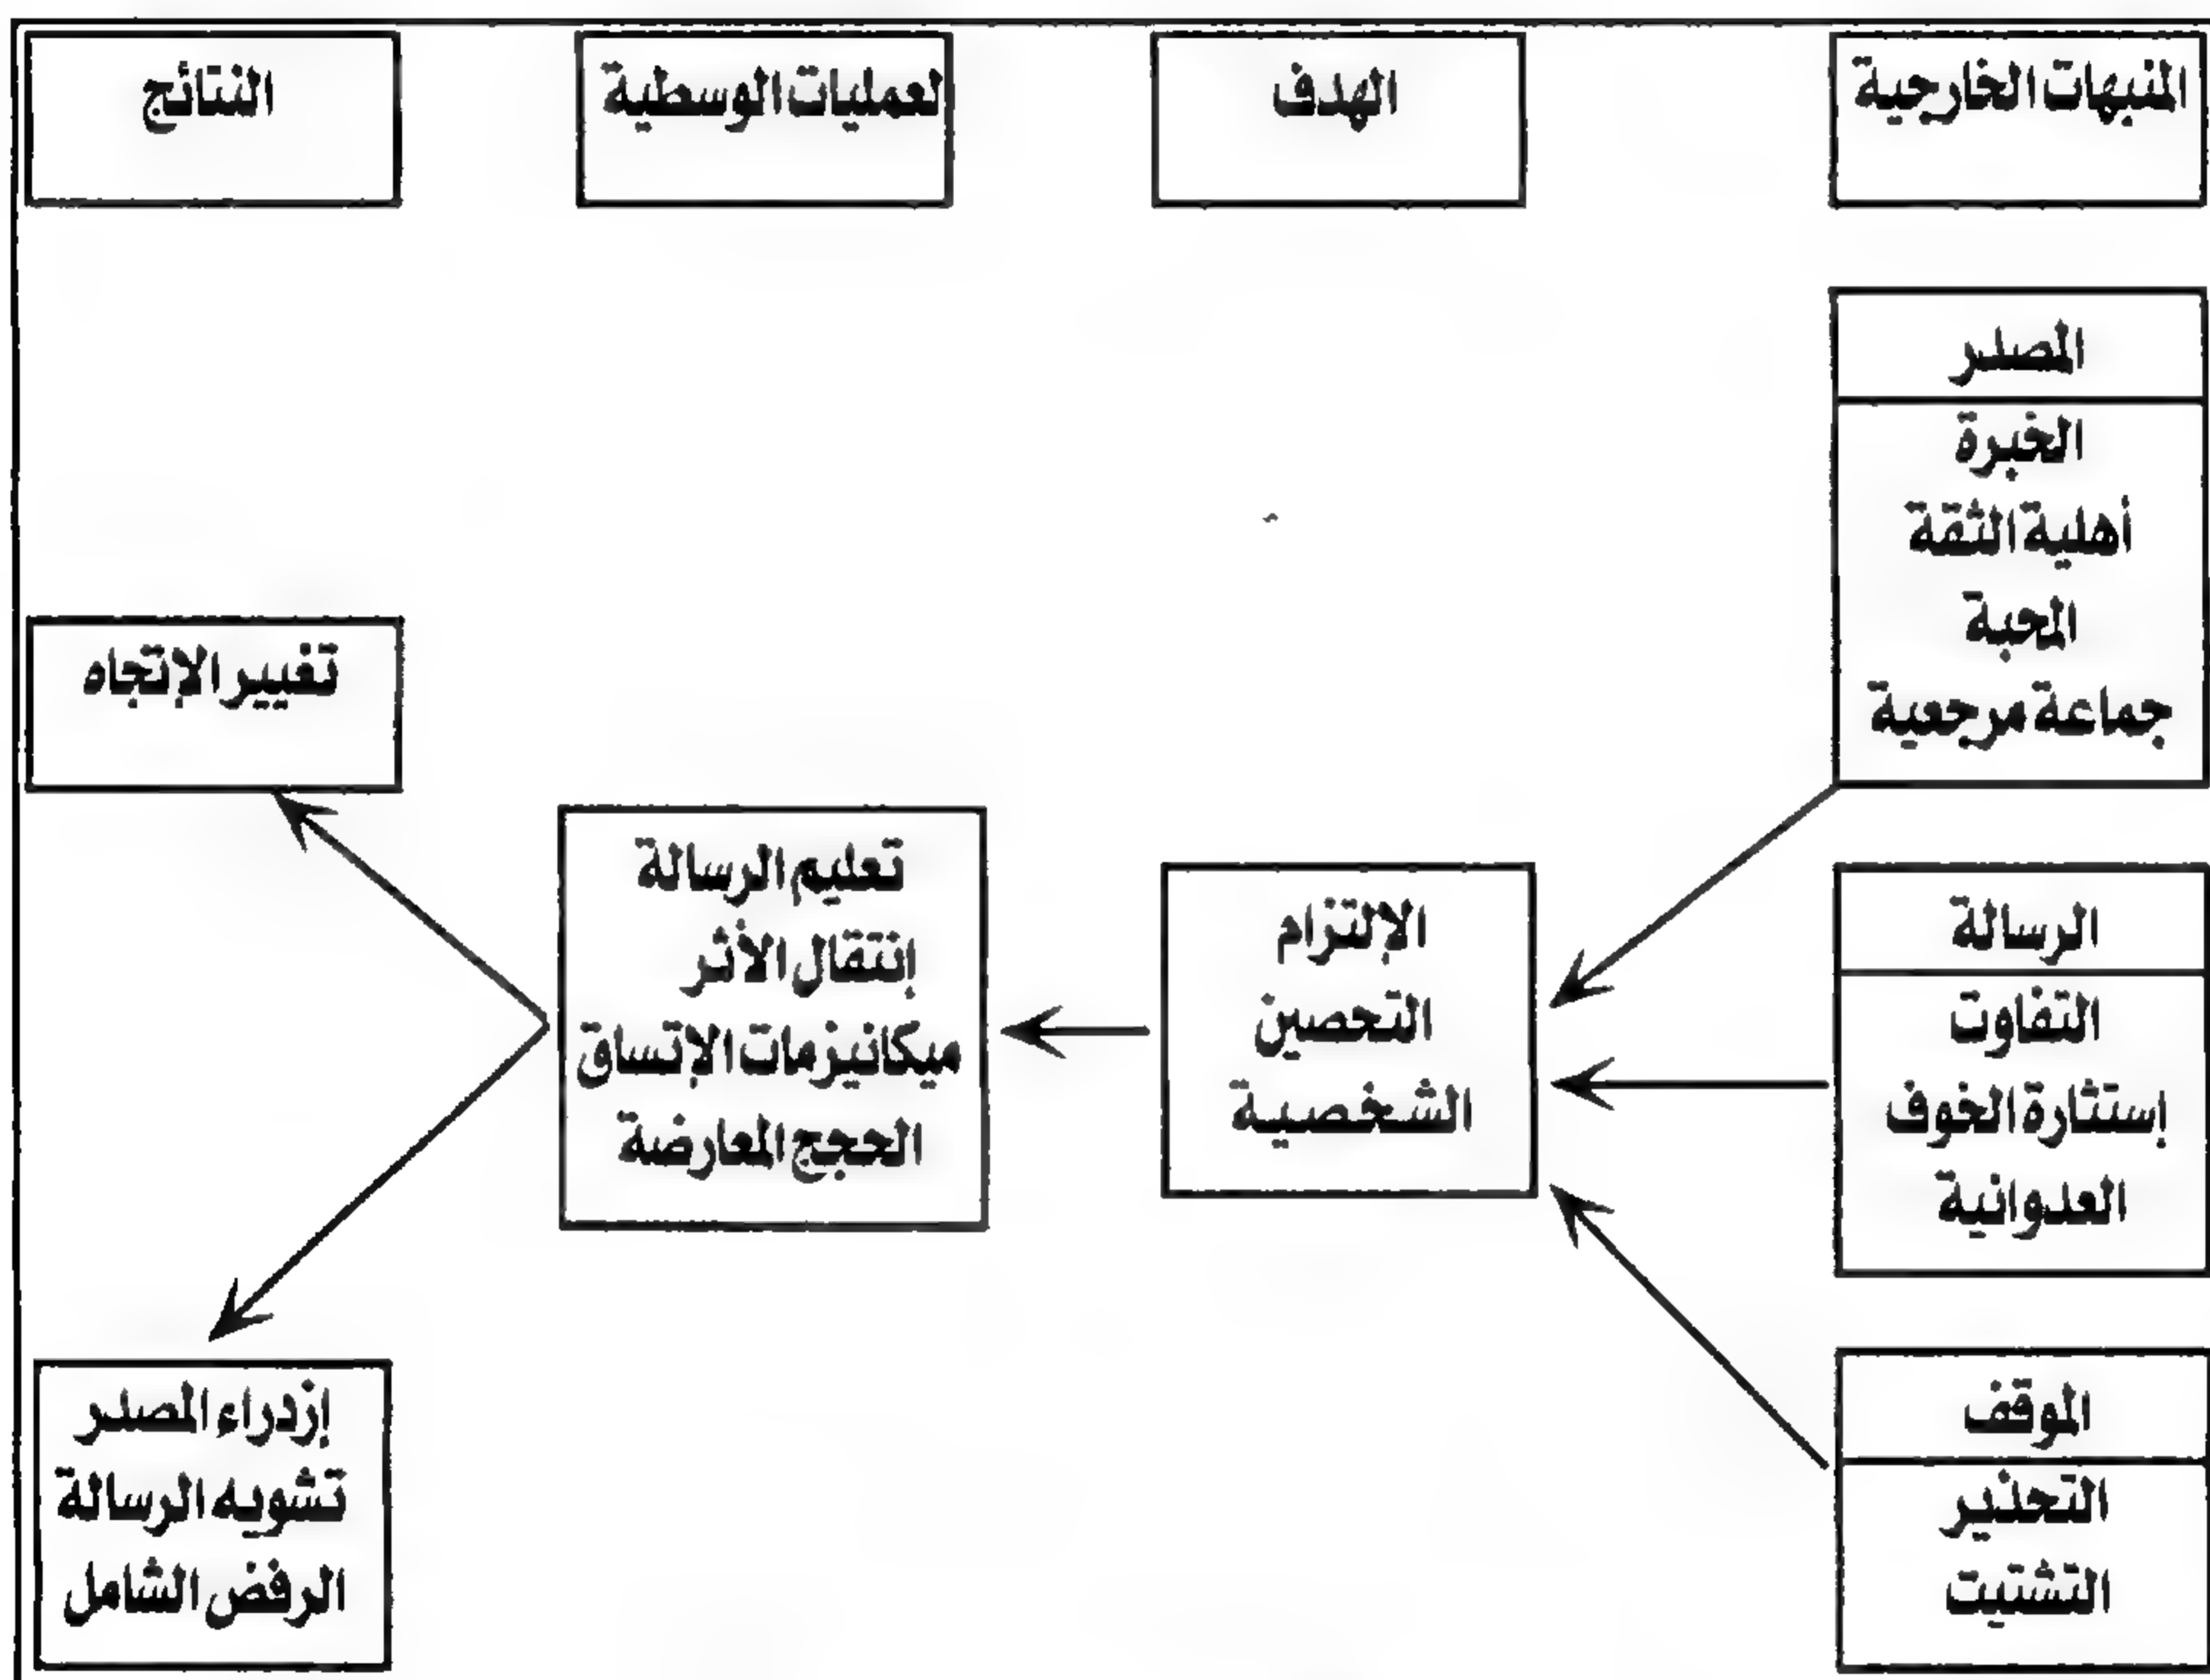 المنبهات الخارجية
الهدف
لعمليات الوسطية
النتائج
المصدر
الخبرة
أهلية الثقة
المحبة
جماعة مرجعية
الرسالة
التفاوت
إستثارة الخوف
العدوانية
الموقف
التحذير
التشتيت
الإلتزام
التحصين
الشخصية
تعليم الرسالة
إنتقال الأثر
ميكانيزمات الإتساق
الحجج المعارضة
تغيير الإتجاه
إزدراء المصدر
تشويه الرسالة
الرفض الشامل